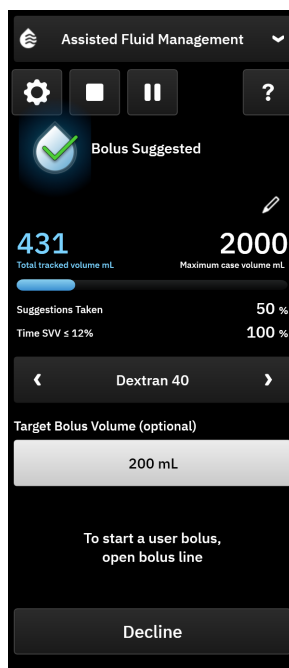 Assisted Fluid Management
?
Bolus Suggested
431 2000
Total tracked volume mL Maximum case volume mL
Suggestions Taken 50 %
Time SVV ≤ 12% 100 %
Dextran 40
Target Bolus Volume (optional)
200 mL
To start a user bolus,
open bolus line
Decline